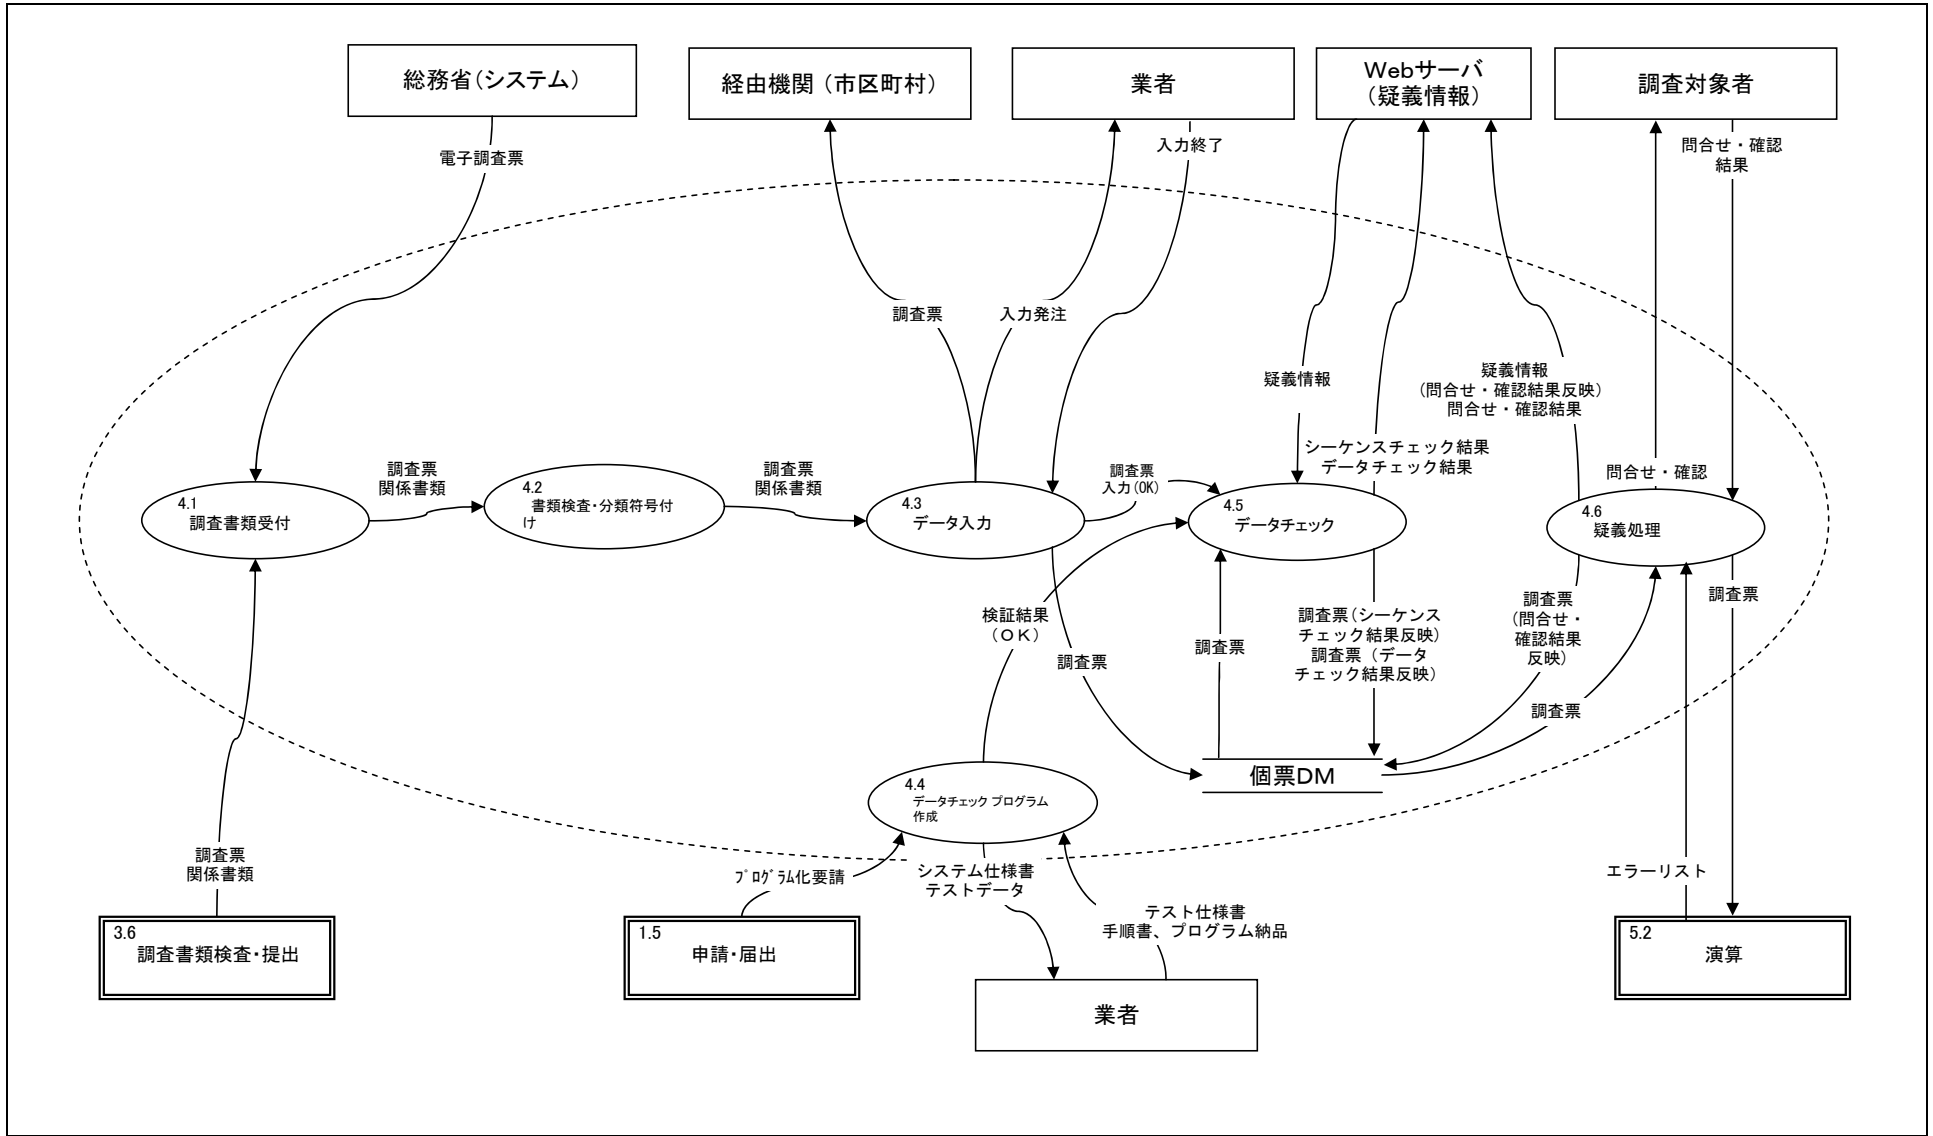 総務省（システム）
経由機関（市区町村）
業者
Webサーバ
（疑義情報）
調査対象者
電子調査票
入力終了
問合せ・確認
結果
調査票
入力発注
疑義情報
疑義情報
（問合せ・確認結果反映）
問合せ・確認結果
シーケンスチェック結果
データチェック結果
問合せ・確認
調査票
関係書類
調査票
関係書類
調査票
入力（OK）
4.1
調査書類受付
4.2
書類検査・分類符号付
け
4.3
データ入力
4.5
データチェック
4.6
疑義処理
検証結果
（ＯＫ）
調査票
調査票
調査票（シーケンス
チェック結果反映）
調査票（データ
チェック結果反映）
調査票
（問合せ・
確認結果
反映）
調査票
調査票
個票DM
4.4
データチェック プログラム
作成
調査票
関係書類
ﾌﾟﾛｸﾞﾗﾑ化要請
システム仕様書
テストデータ
エラーリスト
テスト仕様書
手順書、プログラム納品
3.6
調査書類検査・提出
1.5
申請・届出
5.2
演算
業者